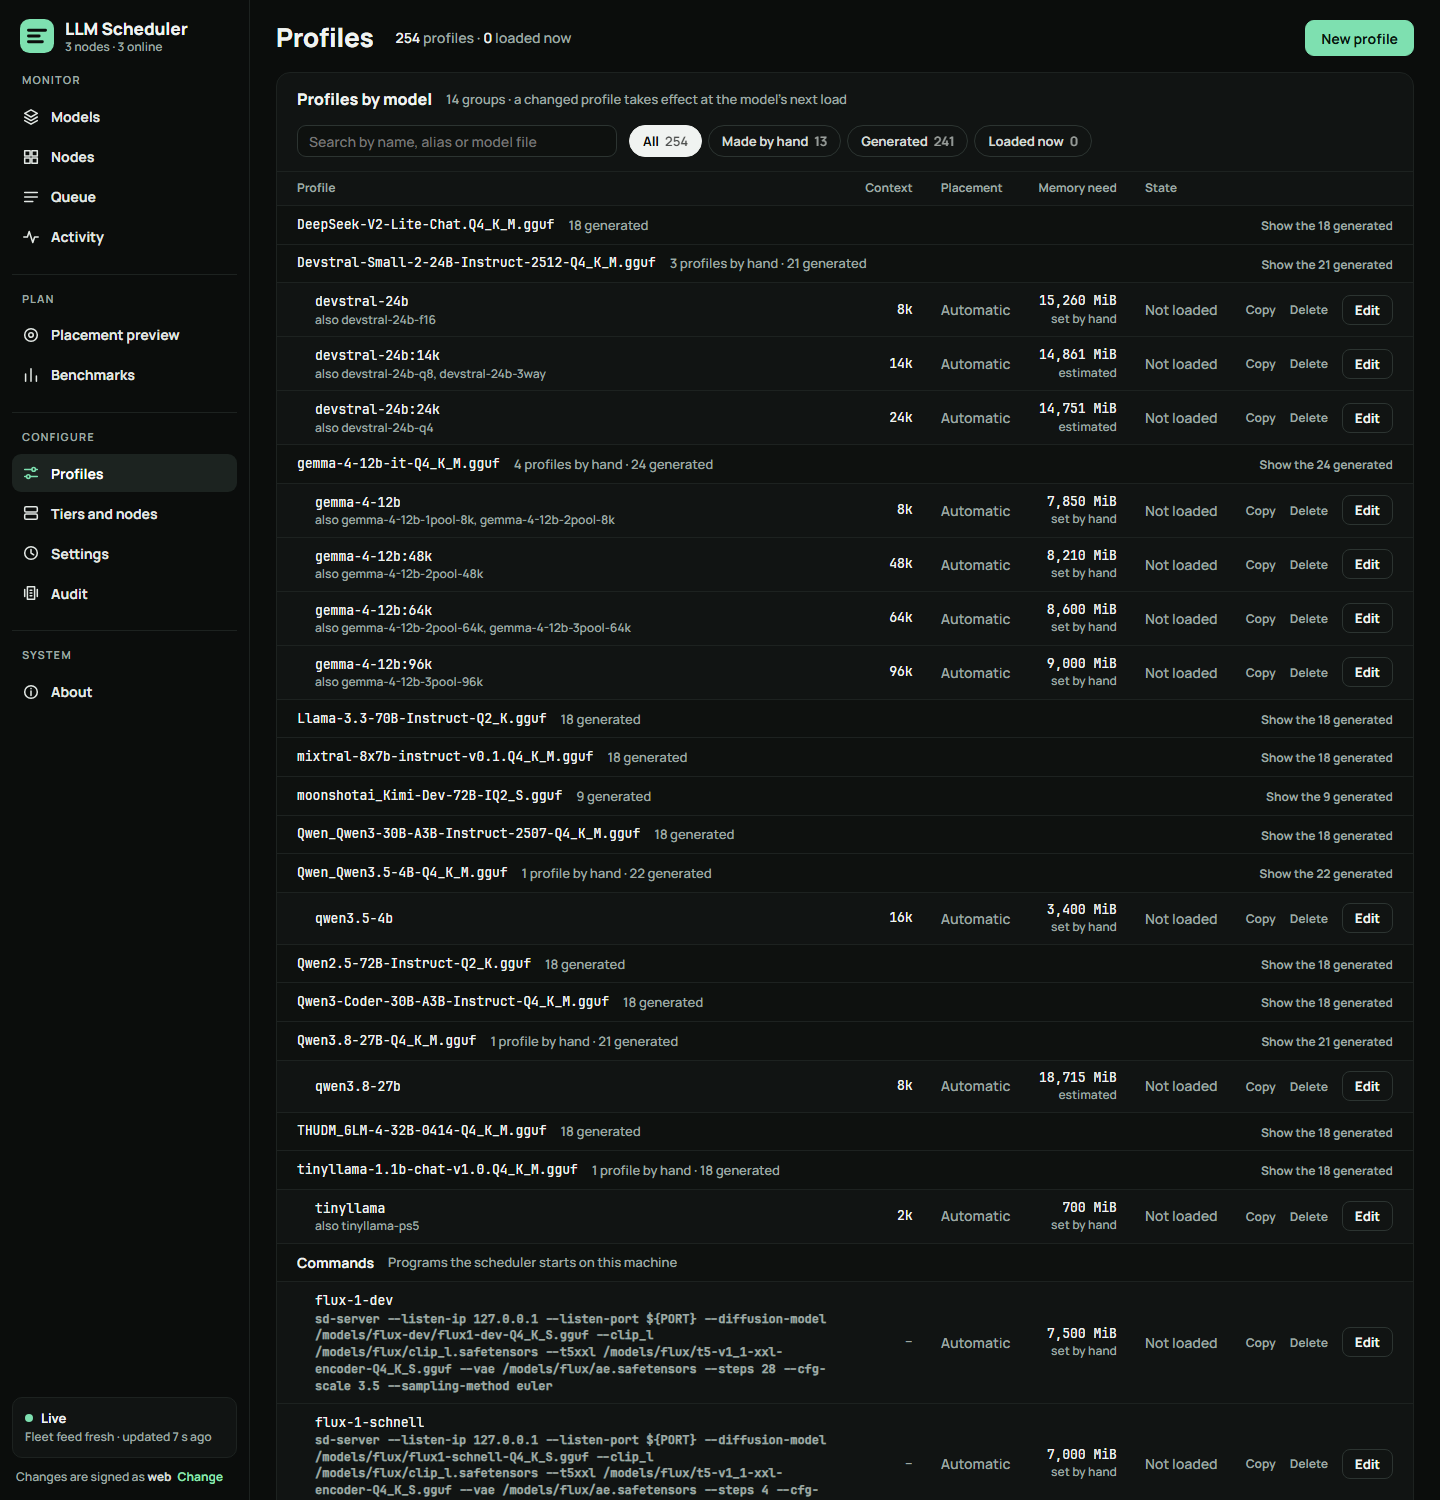 LLM Scheduler
3 nodes · 3 online
MONITOR
Models
Nodes
Queue
Activity
PLAN
Placement preview
Benchmarks
CONFIGURE
Profiles
Tiers and nodes
Settings
Audit
SYSTEM
About
Live
Fleet feed fresh · updated 7 s ago
Changes are signed as web Change
Profiles 254 profiles · 0 loaded now New profile
Profiles by model 14 groups · a changed profile takes effect at the model's next load
Search by name, alias or model file All 254 Made by hand 13 Generated 241 Loaded now 0
Profile Context Placement Memory need State
DeepSeek-V2-Lite-Chat.Q4_K_M.gguf 18 generated Show the 18 generated
Devstral-Small-2-24B-Instruct-2512-Q4_K_M.gguf 3 profiles by hand · 21 generated Show the 21 generated
devstral-24b 8k Automatic 15,260 MiB Not loaded Copy Delete Edit
also devstral-24b-f16 set by hand
devstral-24b:14k 14k Automatic 14,861 MiB Not loaded Copy Delete Edit
also devstral-24b-q8, devstral-24b-3way estimated
devstral-24b:24k 24k Automatic 14,751 MiB Not loaded Copy Delete Edit
also devstral-24b-q4 estimated
gemma-4-12b-it-Q4_K_M.gguf 4 profiles by hand · 24 generated Show the 24 generated
gemma-4-12b 8k Automatic 7,850 MiB Not loaded Copy Delete Edit
also gemma-4-12b-1pool-8k, gemma-4-12b-2pool-8k set by hand
gemma-4-12b:48k 48k Automatic 8,210 MiB Not loaded Copy Delete Edit
also gemma-4-12b-2pool-48k set by hand
gemma-4-12b:64k 64k Automatic 8,600 MiB Not loaded Copy Delete Edit
also gemma-4-12b-2pool-64k, gemma-4-12b-3pool-64k set by hand
gemma-4-12b:96k 96k Automatic 9,000 MiB Not loaded Copy Delete Edit
also gemma-4-12b-3pool-96k set by hand
Llama-3.3-70B-Instruct-Q2_K.gguf 18 generated Show the 18 generated
mixtral-8x7b-instruct-v0.1.Q4_K_M.gguf 18 generated Show the 18 generated
moonshotai_Kimi-Dev-72B-IQ2_S.gguf 9 generated Show the 9 generated
Qwen_Qwen3-30B-A3B-Instruct-2507-Q4_K_M.gguf 18 generated Show the 18 generated
Qwen_Qwen3.5-4B-Q4_K_M.gguf 1 profile by hand · 22 generated Show the 22 generated
qwen3.5-4b 16k Automatic 3,400 MiB Not loaded Copy Delete Edit
set by hand
Qwen2.5-72B-Instruct-Q2_K.gguf 18 generated Show the 18 generated
Qwen3-Coder-30B-A3B-Instruct-Q4_K_M.gguf 18 generated Show the 18 generated
Qwen3.8-27B-Q4_K_M.gguf 1 profile by hand · 21 generated Show the 21 generated
qwen3.8-27b 8k Automatic 18,715 MiB Not loaded Copy Delete Edit
estimated
THUDM_GLM-4-32B-0414-Q4_K_M.gguf 18 generated Show the 18 generated
tinyllama-1.1b-chat-v1.0.Q4_K_M.gguf 1 profile by hand · 18 generated Show the 18 generated
tinyllama 2k Automatic 700 MiB Not loaded Copy Delete Edit
also tinyllama-ps5 set by hand
Commands Programs the scheduler starts on this machine
flux-1-dev
sd-server --listen-ip 127.0.0.1 --listen-port ${PORT} --diffusion-model
/models/flux-dev/flux1-dev-Q4_K_S.gguf --clip_l
/models/flux/clip_l.safetensors --t5xxl /models/flux/t5-v1_1-xxl-
encoder-Q4_K_S.gguf --vae /models/flux/ae.safetensors --steps 28 --cfg-
scale 3.5 --sampling-method euler
– Automatic 7,500 MiB Not loaded Copy Delete Edit
set by hand
flux-1-schnell
sd-server --listen-ip 127.0.0.1 --listen-port ${PORT} --diffusion-model
/models/flux/flux1-schnell-Q4_K_S.gguf --clip_l
/models/flux/clip_l.safetensors --t5xxl /models/flux/t5-v1_1-xxl-
encoder-Q4_K_S.gguf --vae /models/flux/ae.safetensors --steps 4 --cfg-
– Automatic 7,000 MiB Not loaded Copy Delete Edit
set by hand